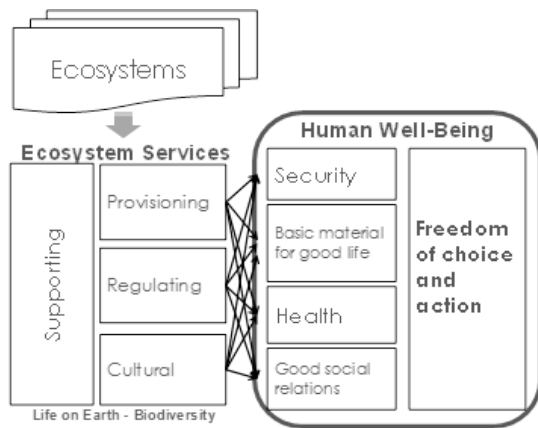 Ecosystems
Ecosystem Services
Supporting
Provisioning
Regulating
Cultural
Life on Earth - Biodiversity
Human Well-Being
Security
Basic material
for good life
Health
Good social
relations
Freedom
of choice
and
action